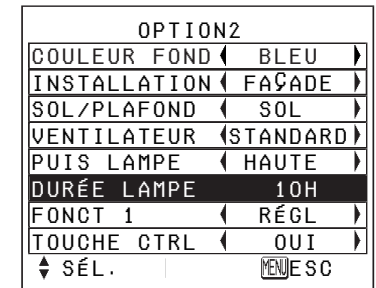 OPTION2
COULEUR FOND BLEU
INSTALLATION FAÇADE
SOL/PLAFOND SOL
VENTILATEUR STANDARD
PUIS LAMPE HAUTE
DURÉE LAMPE 10H
FONCT 1 RÉGL
TOUCHE CTRL OUI
SÉL. MENU ESC